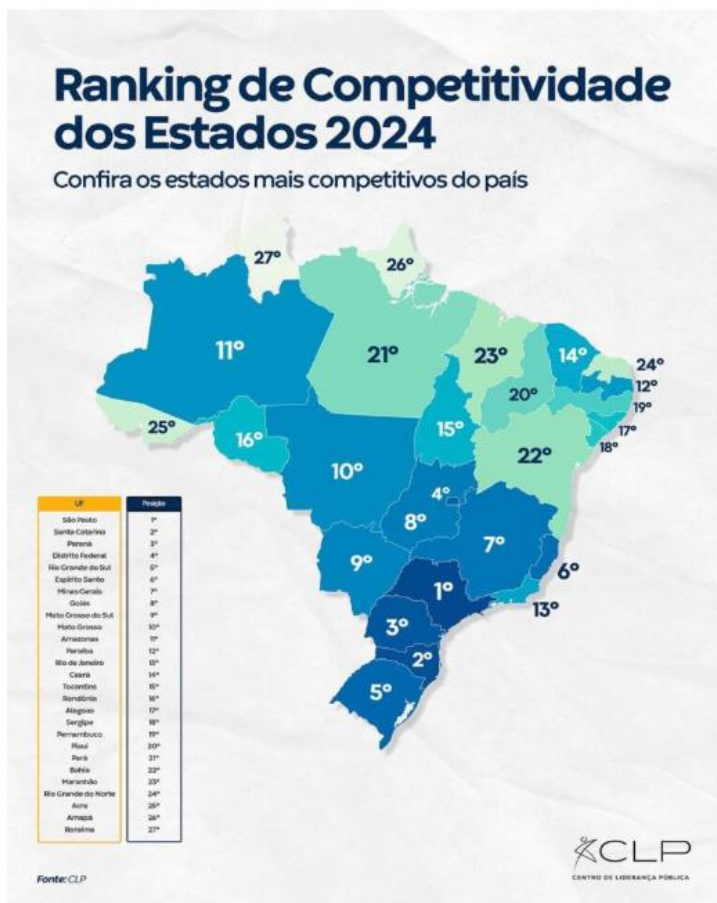 Ranking de Competitividade
dos Estados 2024
Confira os estados mais competitivos do país
27º
26º
11º
21º
23º
14º
24º
12º
20º
19º
17º
18º
25º
16º
15º
22º
10º
4º
8º
7º
9º
6º
1º
13º
3º
2º
5º
UF Posição
São Paulo 1º
Santa Catarina 2º
Paraná 3º
Distrito Federal 4º
Rio Grande do Sul 5º
Espírito Santo 6º
Minas Gerais 7º
Goiás 8º
Mato Grosso do Sul 9º
Mato Grosso 10º
Amazonas 11º
Paraíba 12º
Rio de Janeiro 13º
Ceará 14º
Tocantins 15º
Rondônia 16º
Alagoas 17º
Sergipe 18º
Pernambuco 19º
Piauí 20º
Pará 21º
Bahia 22º
Maranhão 23º
Rio Grande do Norte 24º
Acre 25º
Amapá 26º
Roraima 27º
CLP
CENTRO DE LIDERANÇA PÚBLICA
Fonte: CLP